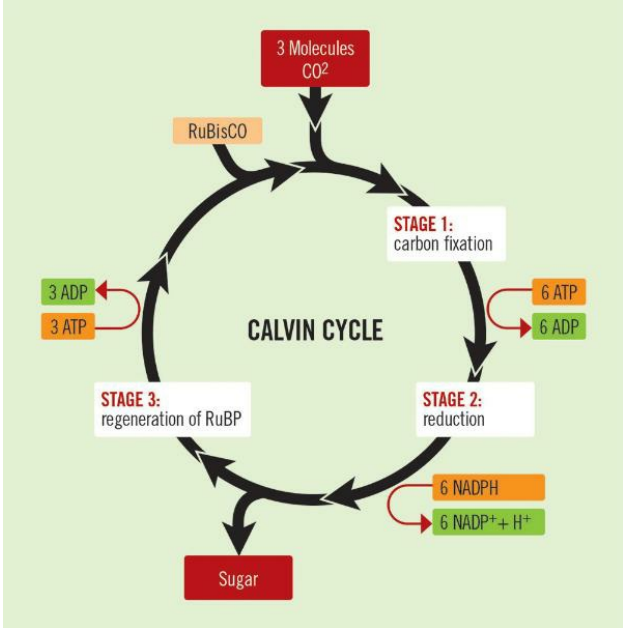 3 Molecules
CO²
RuBisCO
STAGE 1:
carbon fixation
3 ADP
3 ATP
CALVIN CYCLE
6 ATP
6 ADP
STAGE 3:
regeneration of RuBP
STAGE 2:
reduction
6 NADPH
6 NADP⁺ + H⁺
Sugar